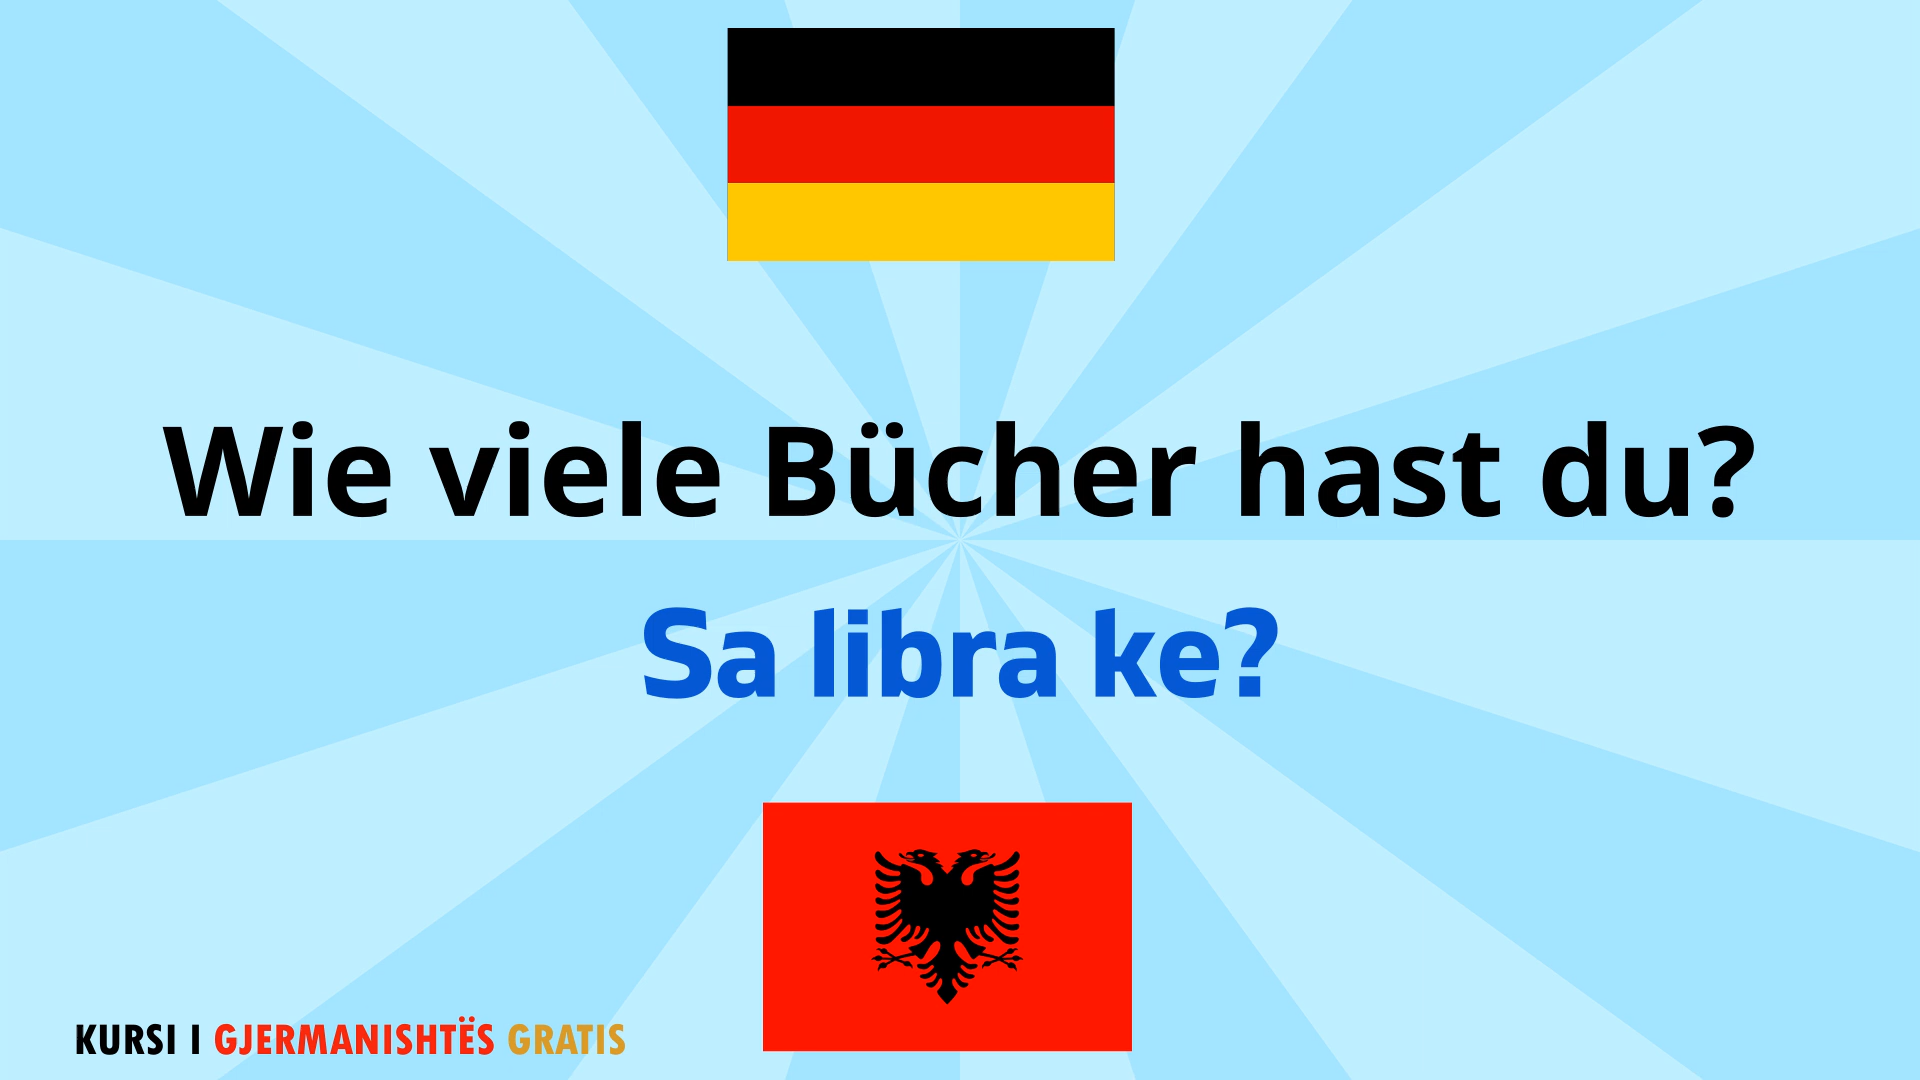 Wie viele Bücher hast du?
Sa libra ke?
KURSI I GJERMANISHTËS GRATIS